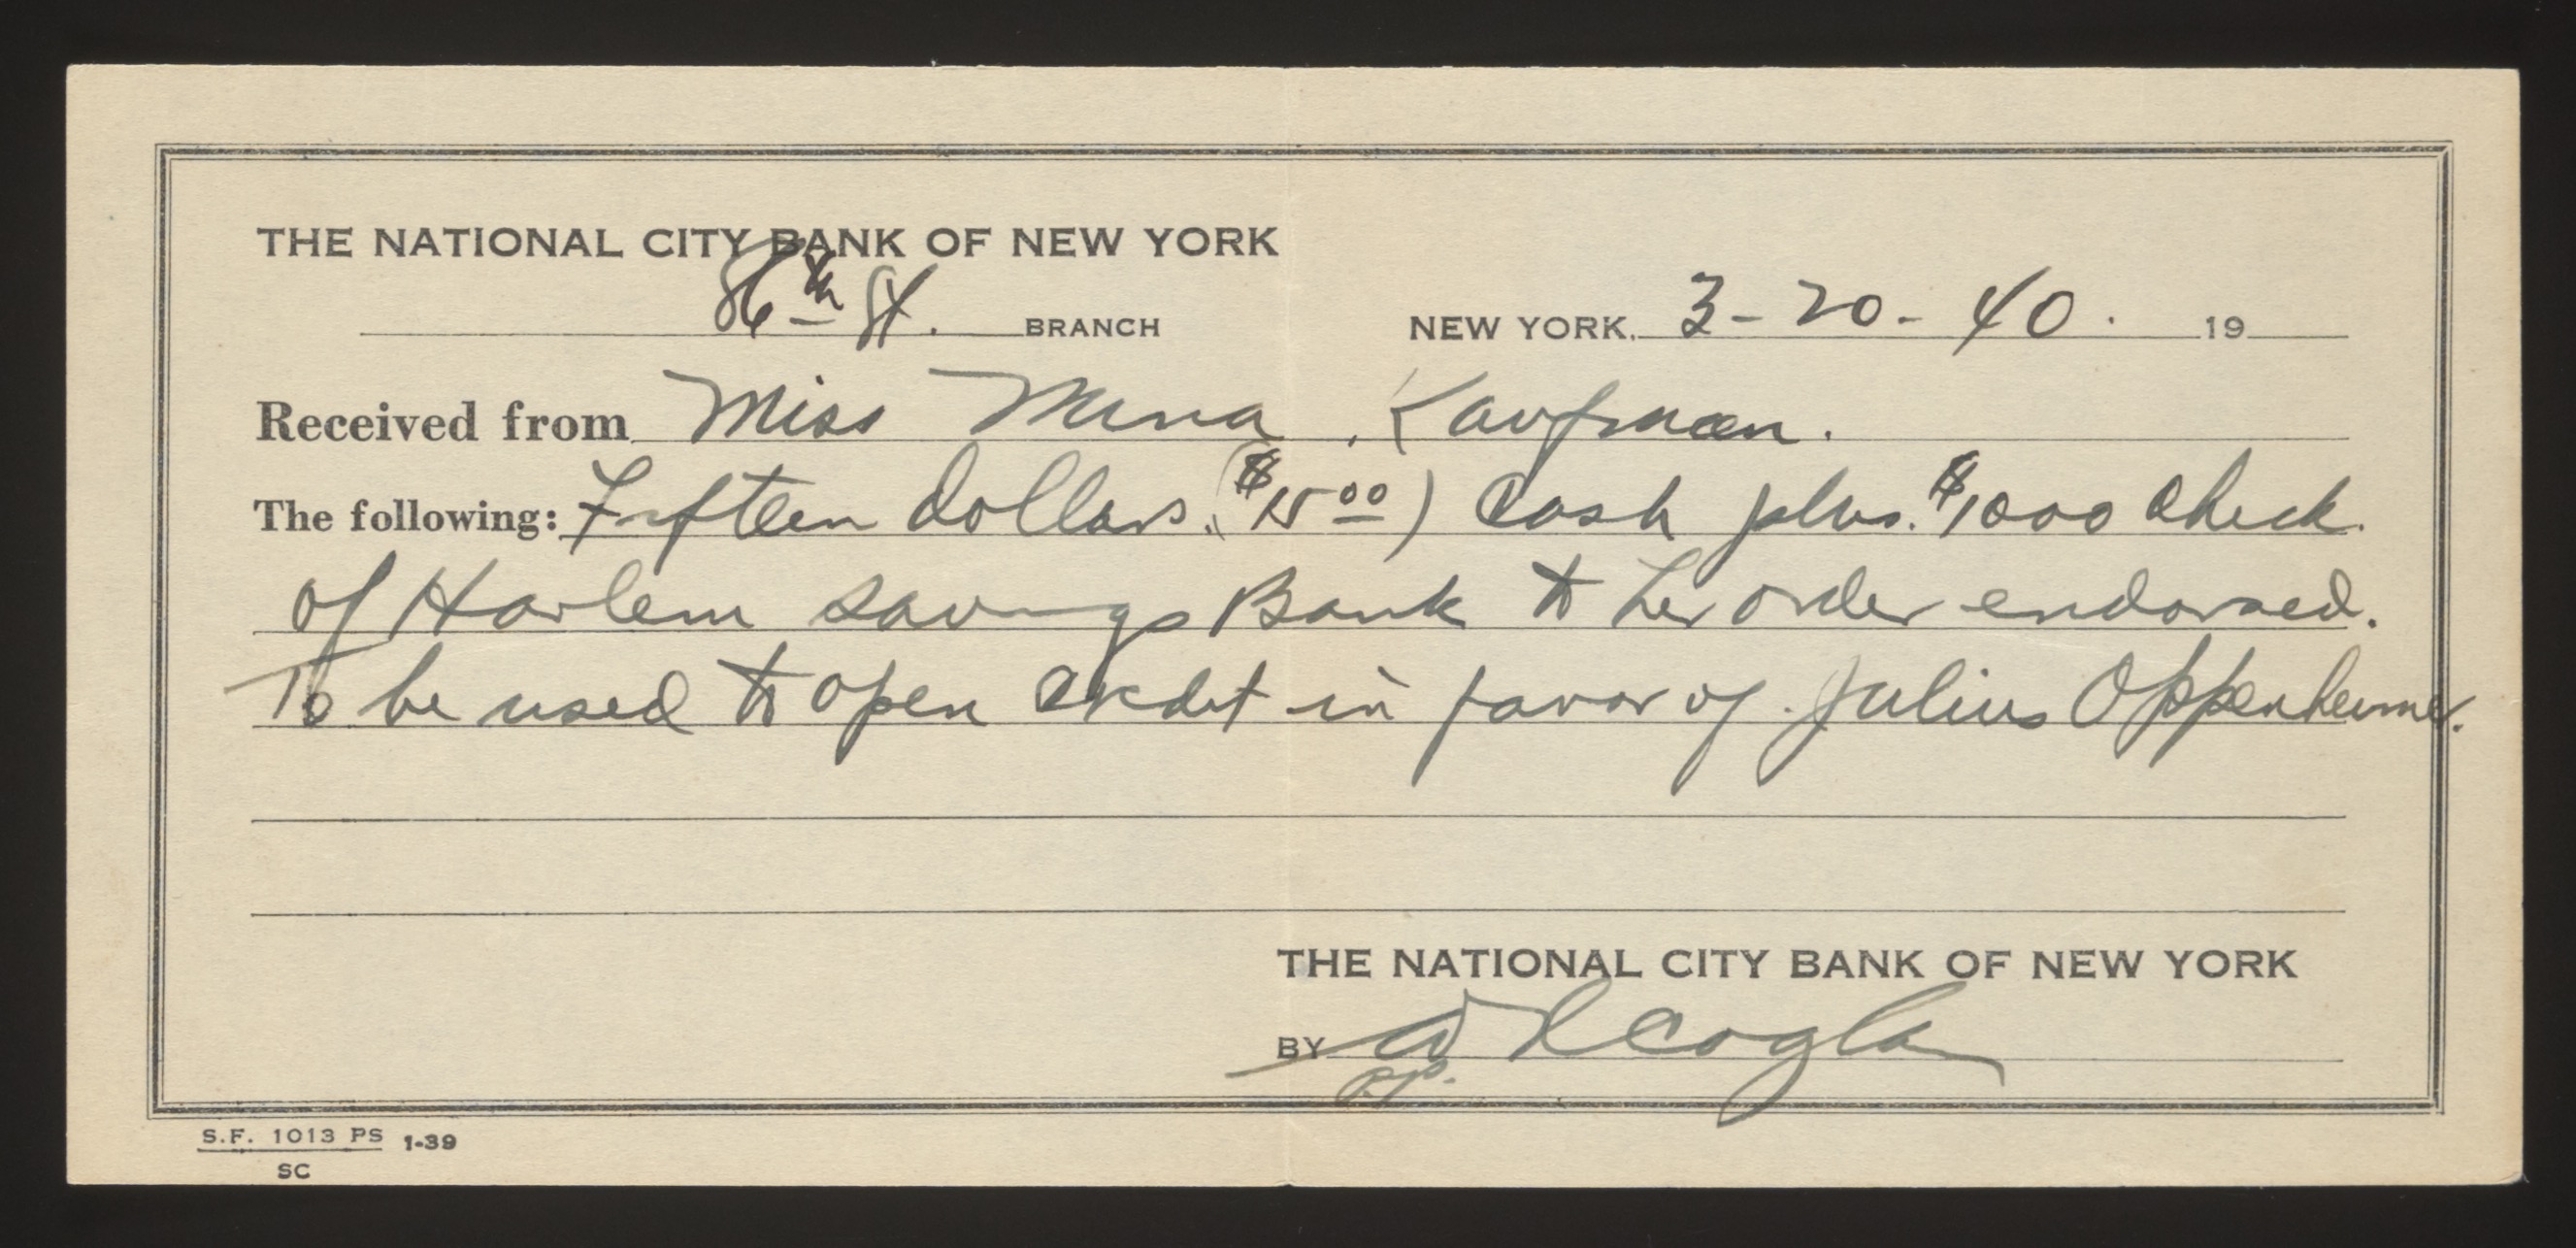 THE NATIONAL CITY BANK OF NEW YORK
86th St. BRANCH NEW YORK, 3-20-40. 19
Received from Miss Mina Kaufman.
The following: Fifteen dollars. ($15 00) Cash plus. $1000 Check.
of Harlem Savings Bank to her order endorsed.
To be used to open credit in favor of Julius Oppenheimer.
THE NATIONAL CITY BANK OF NEW YORK
BY
P.P.
S.F. 1013 PS 1-39
SC